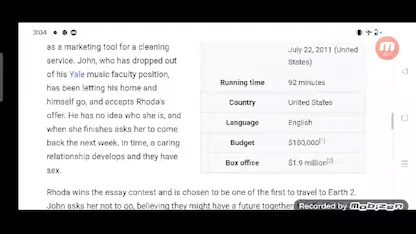 3:04
as a marketing tool for a cleaning
service. John, who has dropped out
of his Yale music faculty position,
has been letting his home and
himself go, and accepts Rhoda's
offer. He has no idea who she is, and
when she finishes asks her to come
back the next week. In time, a caring
relationship develops and they have
sex.
July 22, 2011 (United
States)
Running time 92 minutes
Country United States
Language English
Budget $100,000[1]
Box office $1.9 million[2]
Rhoda wins the essay contest and is chosen to be one of the first to travel to Earth 2.
John asks her not to go, believing they might have a future together
Recorded by Mobizen